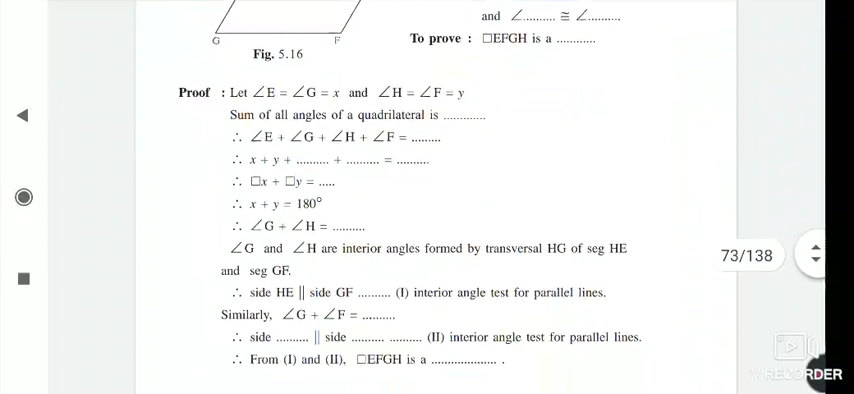 and ∠.......... ≅ ∠..........
G F To prove : □EFGH is a ............
Fig. 5.16
Proof : Let ∠E = ∠G = x and ∠H = ∠F = y
Sum of all angles of a quadrilateral is .............
∴ ∠E + ∠G + ∠H + ∠F = .........
∴ x + y + .......... + .......... = ..........
∴ □x + □y = .....
∴ x + y = 180°
∴ ∠G + ∠H = ..........
∠G and ∠H are interior angles formed by transversal HG of seg HE
and seg GF.
∴ side HE || side GF .......... (I) interior angle test for parallel lines.
Similarly, ∠G + ∠F = ..........
∴ side .......... || side .......... .......... (II) interior angle test for parallel lines.
∴ From (I) and (II), □EFGH is a .................... .
73/138
V RECORDER